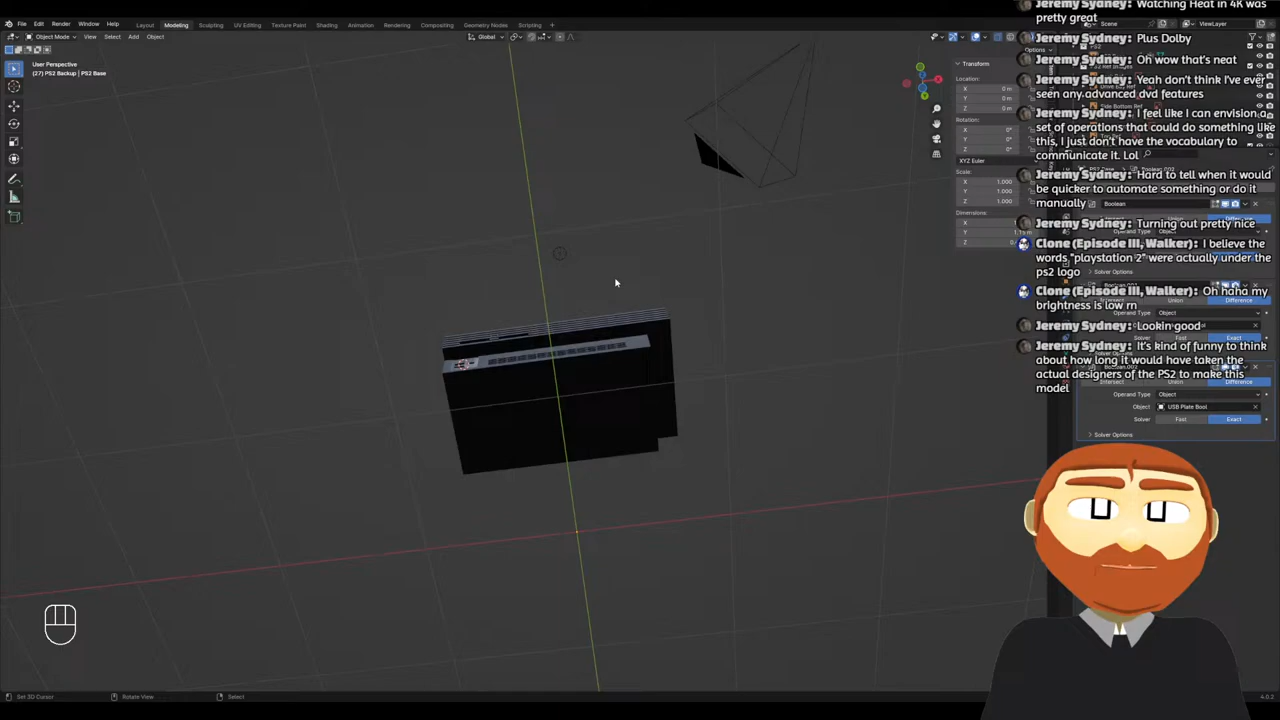 File Edit Render Window Help Layout Modeling Sculpting UV Editing Texture Paint Shading Animation Rendering Compositing Geometry Nodes Scripting Scene ViewLayer
Object Mode View Select Add Object Global
Options
User Perspective
(27) PS2 Backup | PS2 Base
Transform
Location:
X 0 m
Y 0 m
Z 0 m
Rotation:
X 0°
Y 0°
Z 0°
XYZ Euler
Scale:
X 1.000
Y 1.000
Z 1.000
Dimensions:
X
Y
Z
Jeremy Sydney: Watching Heat in 4K was
pretty great
Jeremy Sydney: Plus Dolby
Jeremy Sydney: Oh wow that's neat
Jeremy Sydney: Yeah don't think I've ever
seen any advanced dvd features
Jeremy Sydney: I feel like I can envision a
set of operations that could do something like
this, I just don't have the vocabulary to
communicate it. Lol
Jeremy Sydney: Hard to tell when it would
be quicker to automate something or do it
manually
Jeremy Sydney: Turning out pretty nice
Clone (Episode III, Walker): I believe the
words "playstation 2" were actually under the
ps2 logo
Clone (Episode III, Walker): Oh haha my
brightness is low rn
Jeremy Sydney: Lookin good
Jeremy Sydney: It's kind of funny to think
about how long it would have taken the
actual designers of the PS2 to make this
model
Side Bottom Ref
Boolean
Solver Options
Union
Difference
Operand Type Object
Intersect Union Difference
Operand Type Object
Object USB Plate Bool
Solver Fast Exact
Solver Options
Set 3D Cursor Rotate View Select 4.0.2